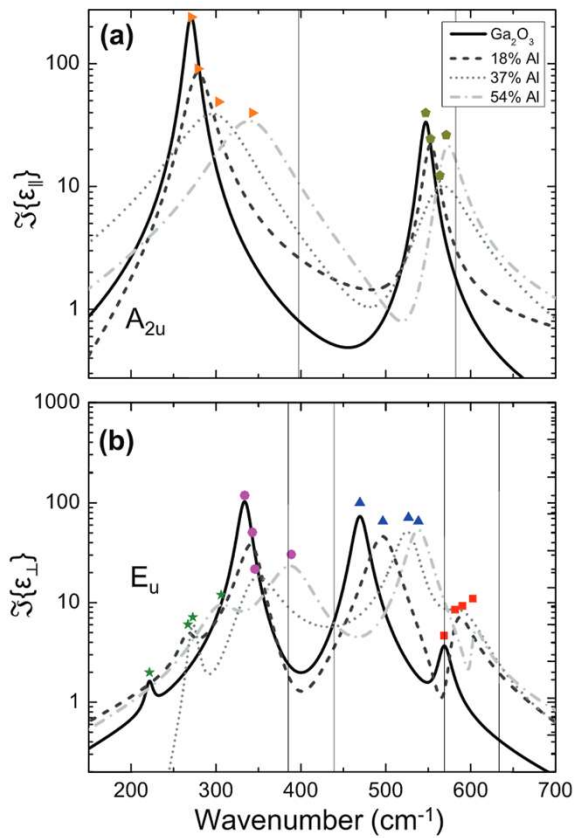 (a)
Ga₂O₃
18% Al
37% Al
54% Al
100
10
1
ℑ{ε∥}
A₂ᵤ
(b)
1000
100
10
1
ℑ{ε⊥}
Eᵤ
200 300 400 500 600 700
Wavenumber (cm⁻¹)